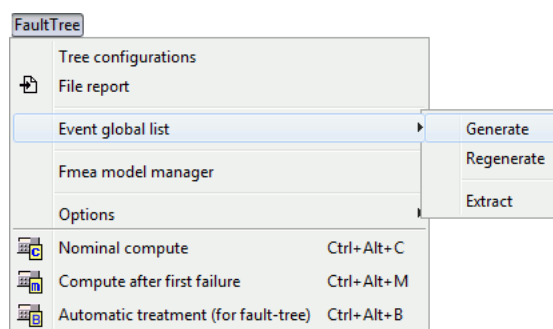 FaultTree
Tree configurations
File report
Event global list
Generate
Regenerate
Extract
Fmea model manager
Options
Nominal compute Ctrl+Alt+C
Compute after first failure Ctrl+Alt+M
Automatic treatment (for fault-tree) Ctrl+Alt+B